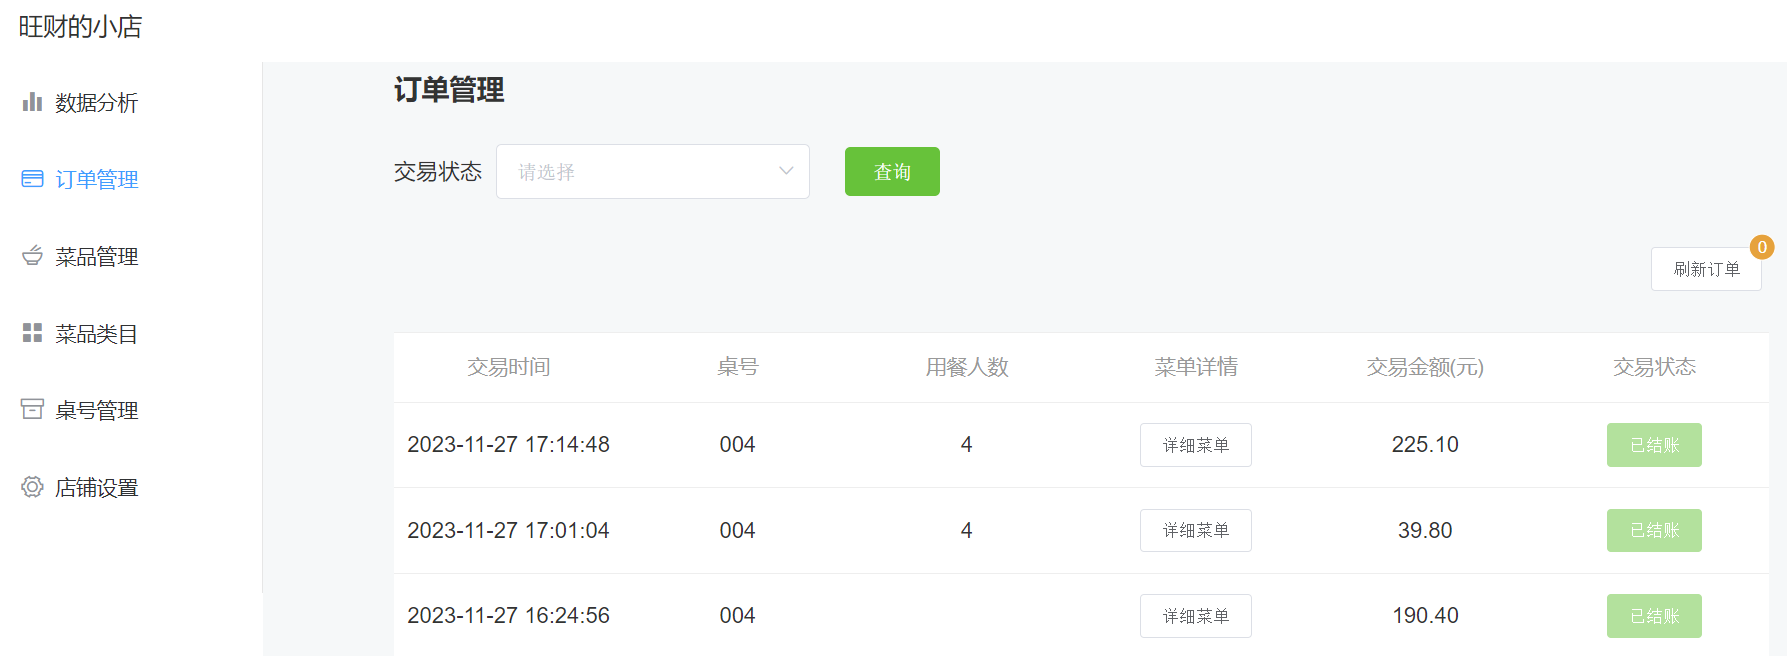 旺财的小店
数据分析
订单管理
菜品管理
菜品类目
桌号管理
店铺设置
订单管理
交易状态 请选择 查询
刷新订单 0
交易时间 桌号 用餐人数 菜单详情 交易金额(元) 交易状态
2023-11-27 17:14:48 004 4 详细菜单 225.10 已结账
2023-11-27 17:01:04 004 4 详细菜单 39.80 已结账
2023-11-27 16:24:56 004 详细菜单 190.40 已结账